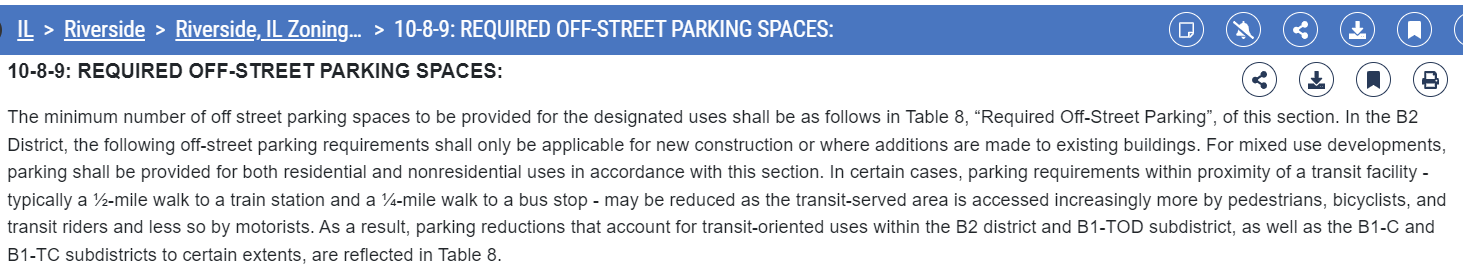 IL > Riverside > Riverside, IL Zoning... > 10-8-9: REQUIRED OFF-STREET PARKING SPACES:
10-8-9: REQUIRED OFF-STREET PARKING SPACES:
The minimum number of off street parking spaces to be provided for the designated uses shall be as follows in Table 8, “Required Off-Street Parking”, of this section. In the B2
District, the following off-street parking requirements shall only be applicable for new construction or where additions are made to existing buildings. For mixed use developments,
parking shall be provided for both residential and nonresidential uses in accordance with this section. In certain cases, parking requirements within proximity of a transit facility -
typically a ½-mile walk to a train station and a ¼-mile walk to a bus stop - may be reduced as the transit-served area is accessed increasingly more by pedestrians, bicyclists, and
transit riders and less so by motorists. As a result, parking reductions that account for transit-oriented uses within the B2 district and B1-TOD subdistrict, as well as the B1-C and
B1-TC subdistricts to certain extents, are reflected in Table 8.